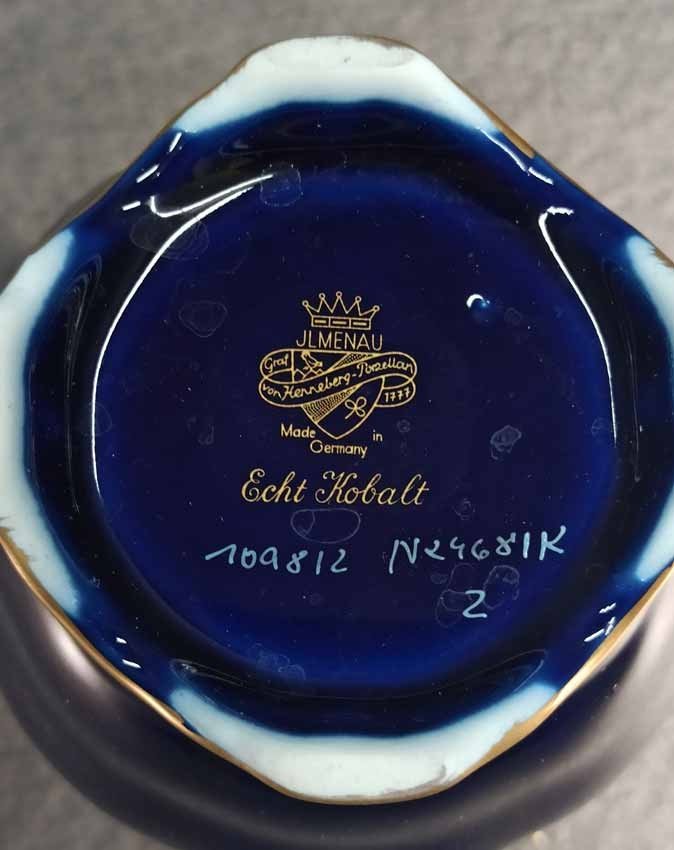 JLMENAU
Graf
von Henneberg-Porzellan
1777
Made in
Germany
Echt Kobalt
109812 N24681K
2